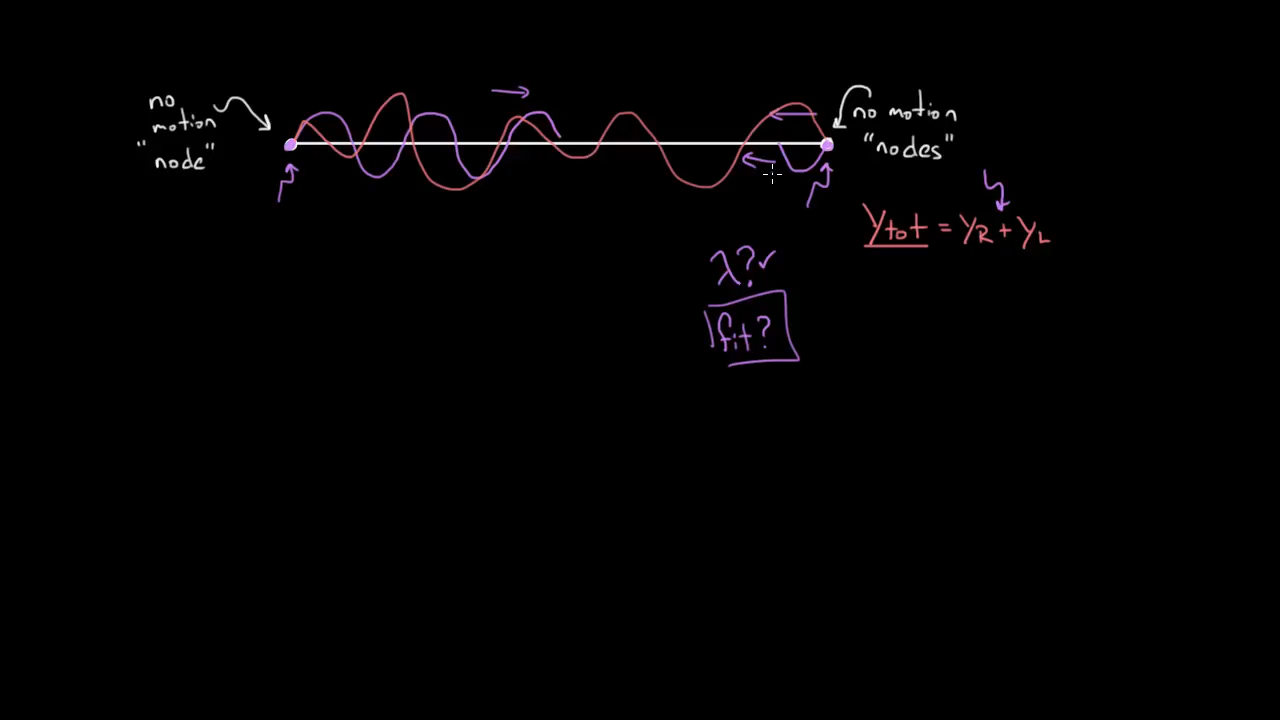 no
motion
"node"
no motion
"nodes"
ytot = yR + yL
λ? ✓
fit?